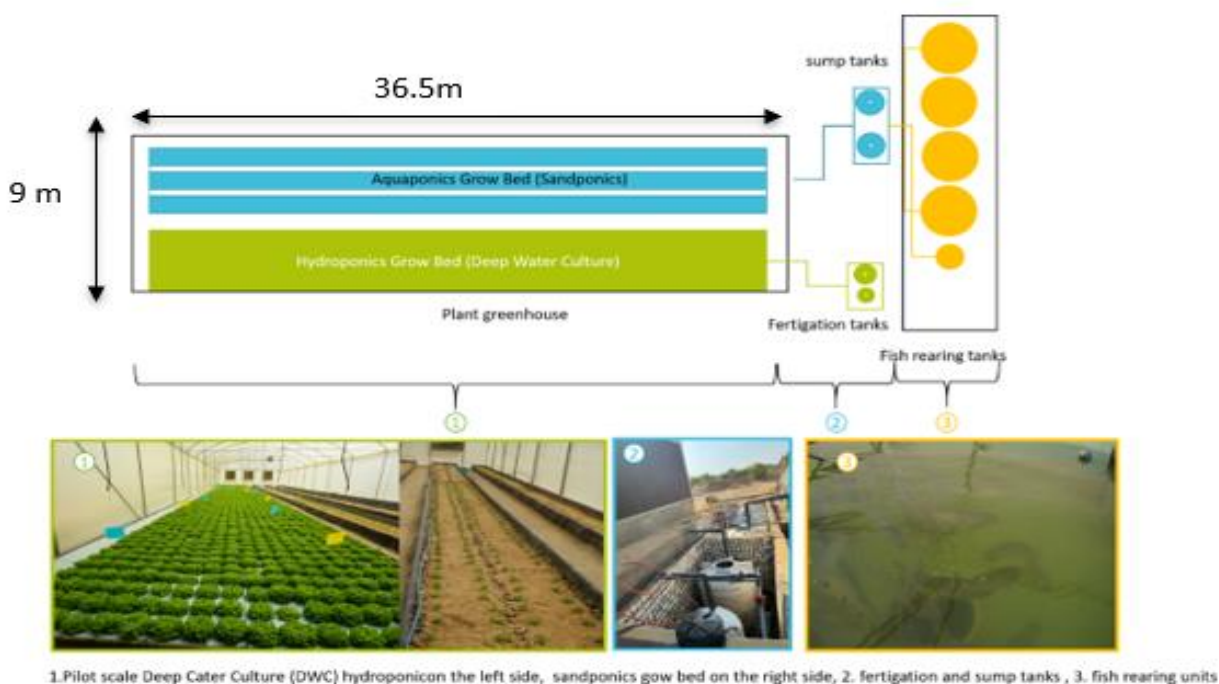 36.5m
sump tanks
9 m
Aquaponics Grow Bed (Sandponics)
Hydroponics Grow Bed (Deep Water Culture)
Plant greenhouse
Fertigation tanks
Fish rearing tanks
1
2
3
1
2
3
1.Pilot scale Deep Cater Culture (DWC) hydroponicon the left side, sandponics gow bed on the right side, 2. fertigation and sump tanks , 3. fish rearing units